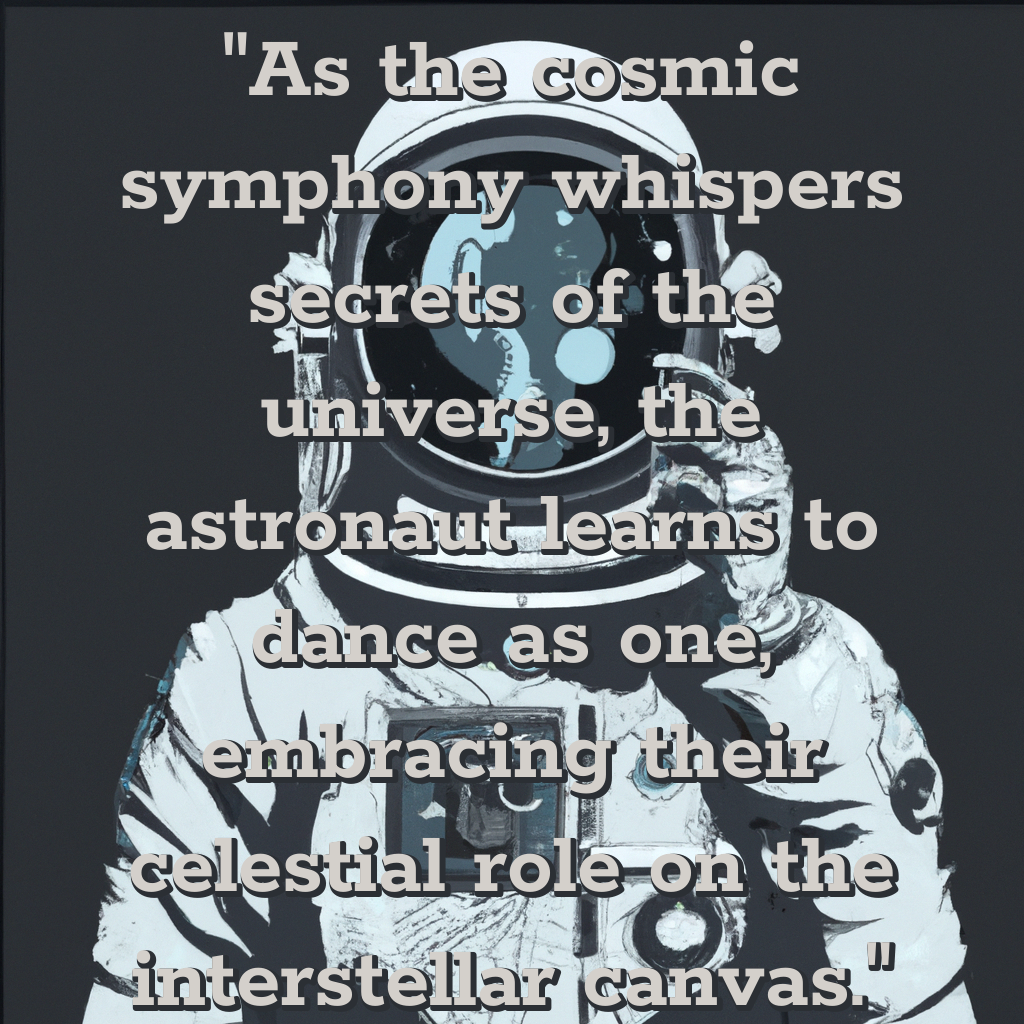 "As the cosmic
symphony whispers
secrets of the
universe, the
astronaut learns to
dance as one,
embracing their
celestial role on the
interstellar canvas."